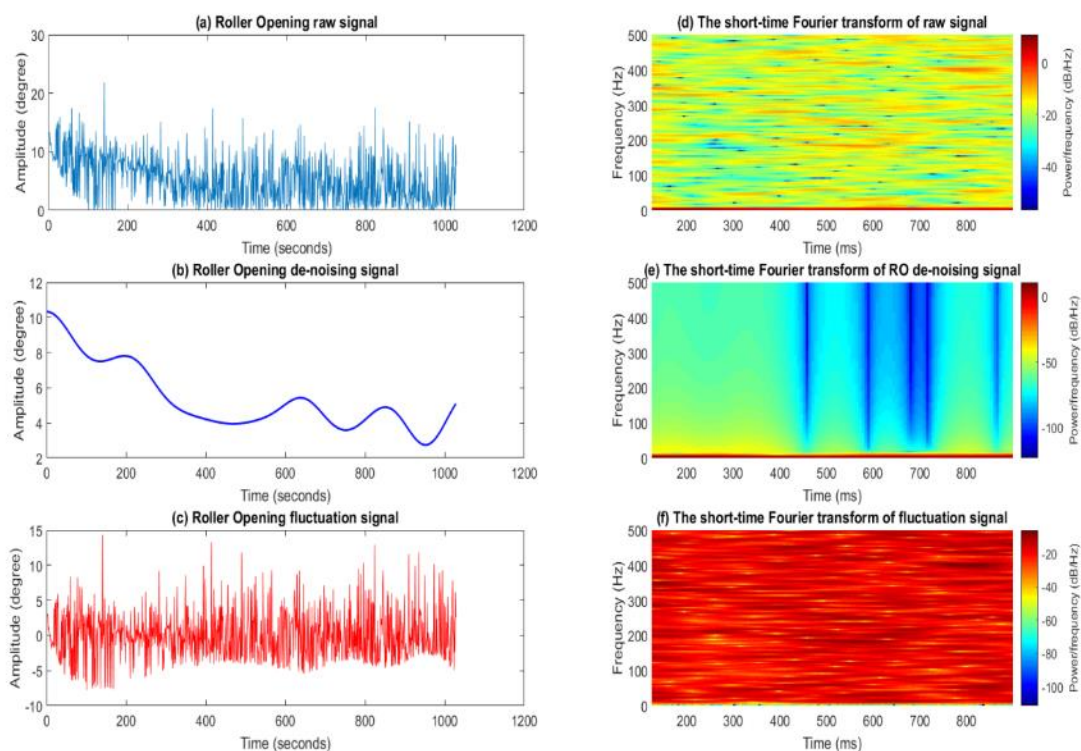 (a) Roller Opening raw signal
30
20
10
0
Amplitude (degree)
0 200 400 600 800 1000 1200
Time (seconds)
(d) The short-time Fourier transform of raw signal
500
400
300
200
100
0
Frequency (Hz)
200 300 400 500 600 700 800
Time (ms)
0
-20
-40
Power/frequency (dB/Hz)
(b) Roller Opening de-noising signal
12
10
8
6
4
2
Amplitude (degree)
0 200 400 600 800 1000 1200
Time (seconds)
(e) The short-time Fourier transform of RO de-noising signal
500
400
300
200
100
0
Frequency (Hz)
200 300 400 500 600 700 800
Time (ms)
0
-50
-100
Power/frequency (dB/Hz)
(c) Roller Opening fluctuation signal
15
10
5
0
-5
-10
Amplitude (degree)
0 200 400 600 800 1000 1200
Time (seconds)
(f) The short-time Fourier transform of fluctuation signal
500
400
300
200
100
0
Frequency (Hz)
200 300 400 500 600 700 800
Time (ms)
-20
-40
-60
-80
-100
Power/frequency (dB/Hz)